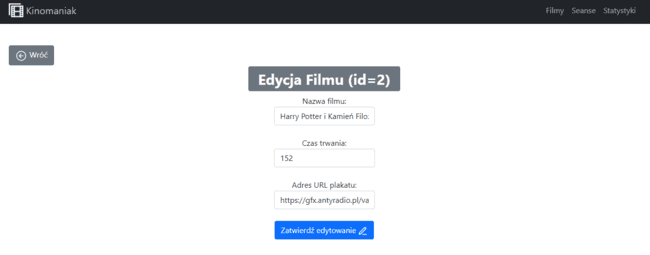 Kinomaniak
Filmy Seanse Statystyki
Wróć
Edycja Filmu (id=2)
Nazwa filmu:
Harry Potter i Kamień Filo
Czas trwania:
152
Adres URL plakatu:
https://gfx.antyradio.pl/va
Zatwierdź edytowanie